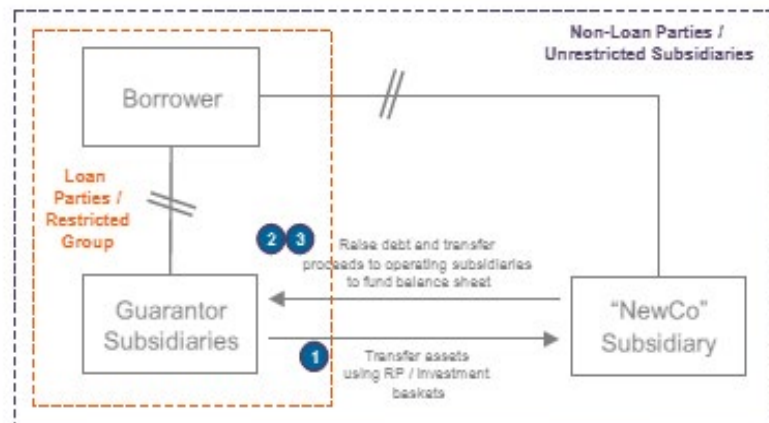 Non-Loan Parties /
Unrestricted Subsidiaries
Borrower
Loan
Parties /
Restricted
Group
2 3
Raise debt and transfer
proceeds to operating subsidiaries
to fund balance sheet
Guarantor
Subsidiaries
"NewCo"
Subsidiary
1
Transfer assets
using RP / investment
baskets